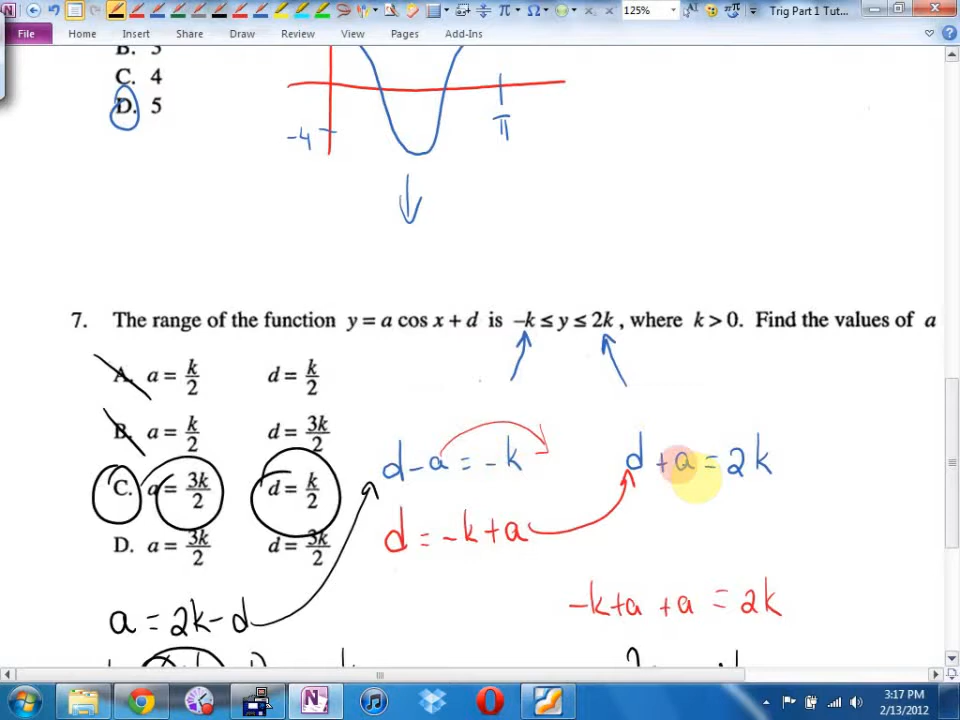 125%
Trig Part 1 Tut...
File Home Insert Share Draw Review View Pages Add-Ins
B. 3
C. 4
D. 5
-4
π
7. The range of the function y = a cos x + d is -k ≤ y ≤ 2k, where k > 0. Find the values of a
A. a = k/2 d = k/2
B. a = k/2 d = 3k/2
C. a = 3k/2 d = k/2
D. a = 3k/2 d = 3k/2
d - a = -k
d + a = 2k
d = -k + a
-k + a + a = 2k
a = 2k - d
3:17 PM
2/13/2012